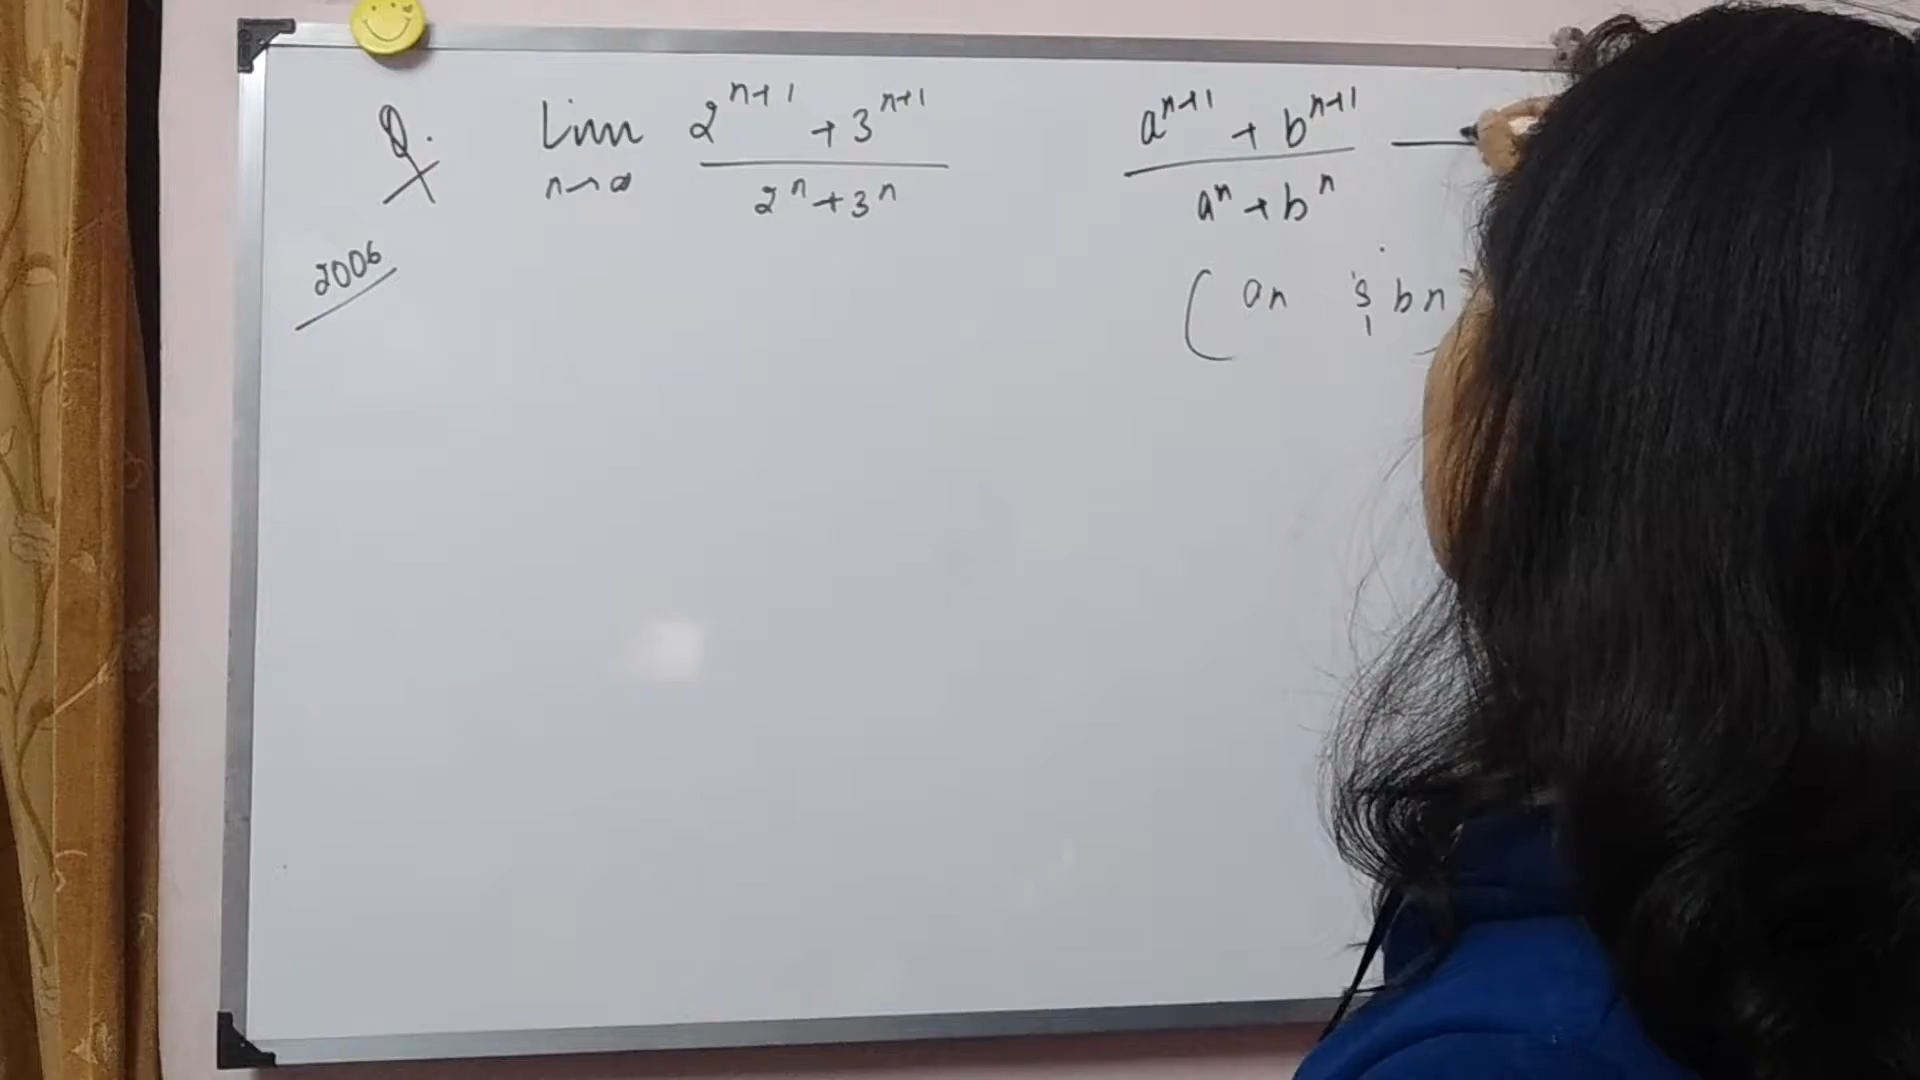 Q. Lim n→∞ (2^{n+1} + 3^{n+1}) / (2^n + 3^n)
2006
(a^{n+1} + b^{n+1}) / (a^n + b^n) —
( an & bn